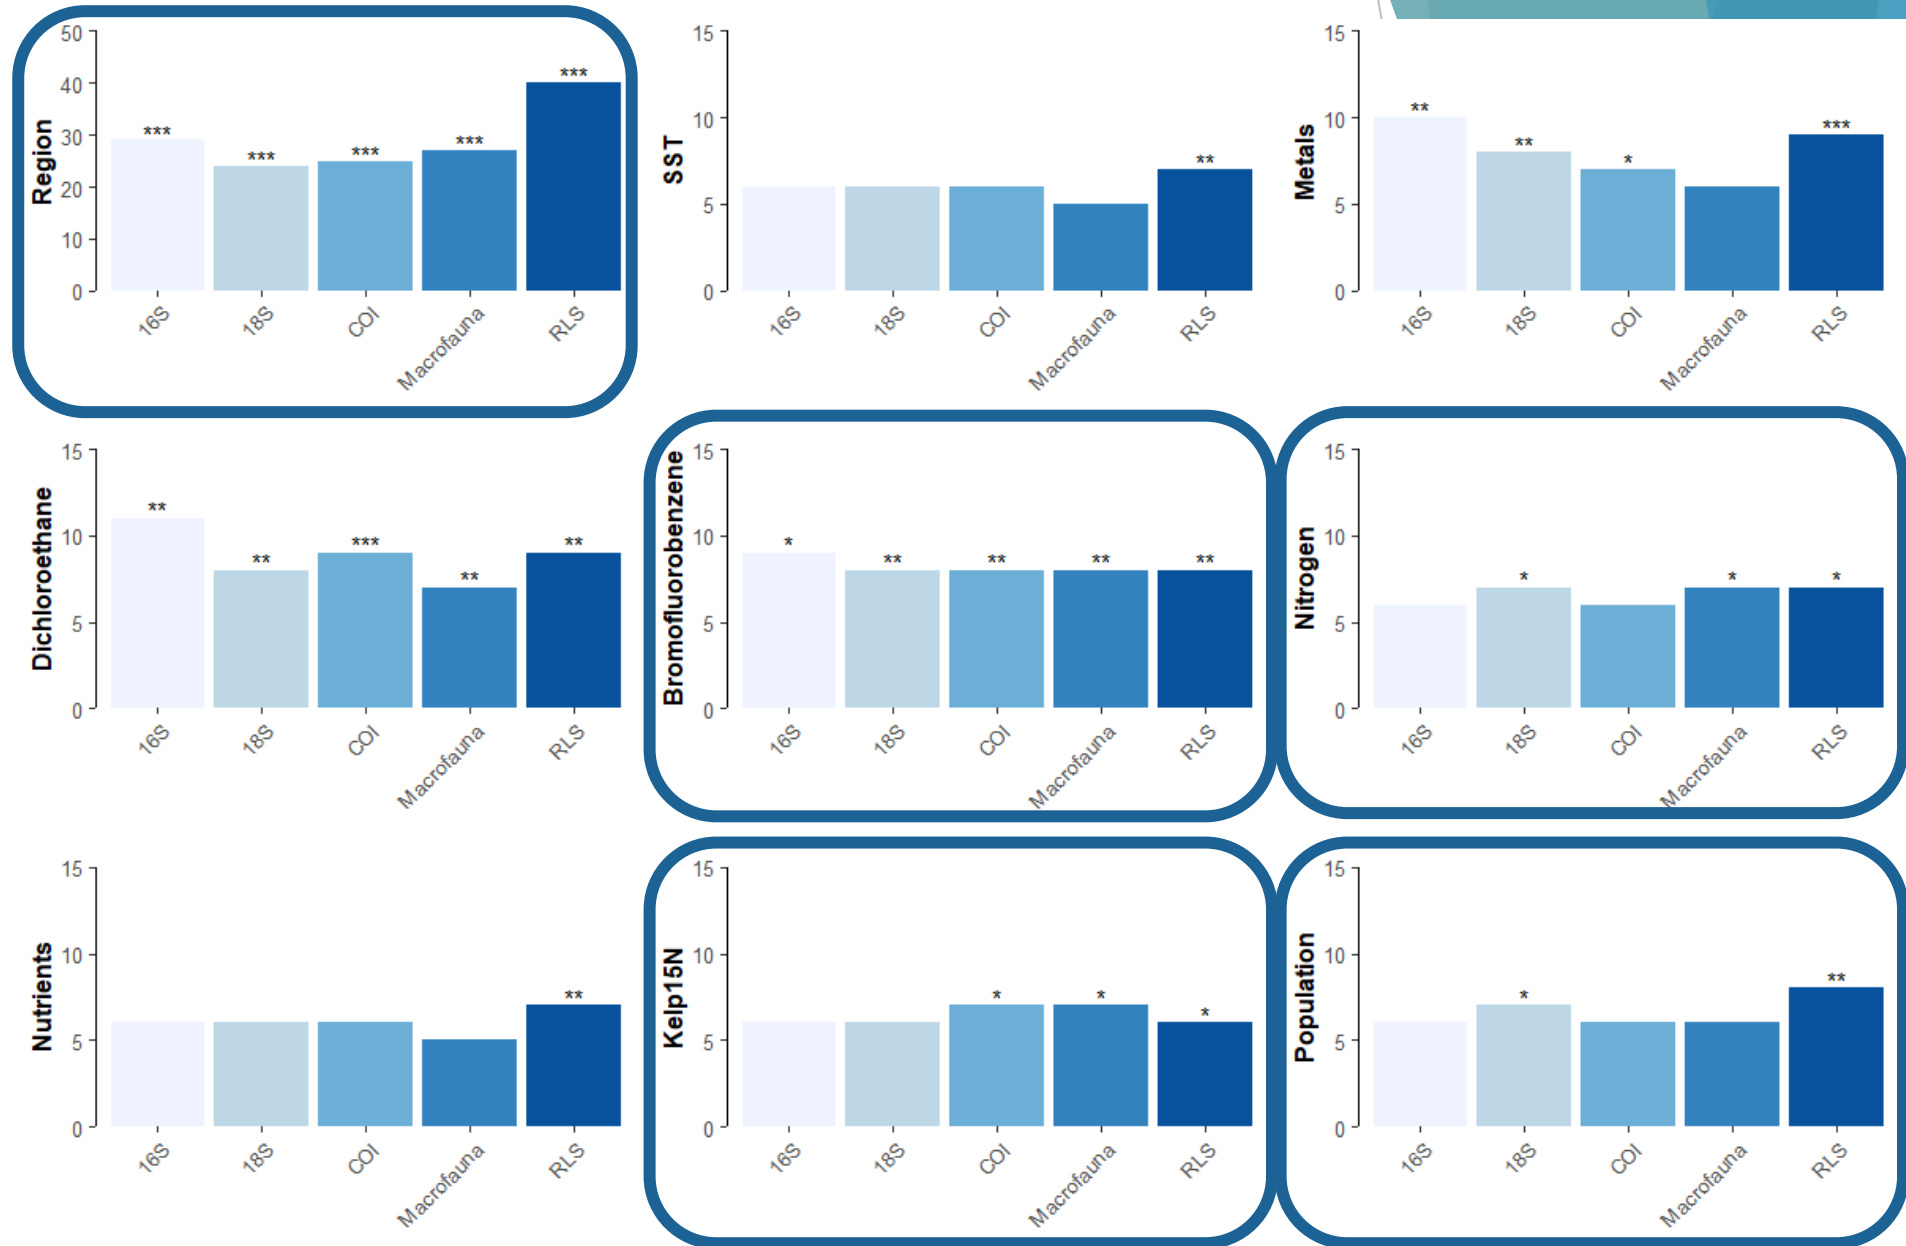 Region
50
40
30
20
10
0
***
***
***
***
***
16S
18S
COI
Macrofauna
RLS
SST
15
10
5
0
**
16S
18S
COI
Macrofauna
RLS
Metals
15
10
5
0
**
**
*
***
16S
18S
COI
Macrofauna
RLS
Dichloroethane
15
10
5
0
**
**
***
**
**
16S
18S
COI
Macrofauna
RLS
Bromofluorobenzene
15
10
5
0
*
**
**
**
**
16S
18S
COI
Macrofauna
RLS
Nitrogen
15
10
5
0
*
*
*
16S
18S
COI
Macrofauna
RLS
Nutrients
15
10
5
0
**
16S
18S
COI
Macrofauna
RLS
Kelp15N
15
10
5
0
*
*
*
16S
18S
COI
Macrofauna
RLS
Population
15
10
5
0
*
**
16S
18S
COI
Macrofauna
RLS